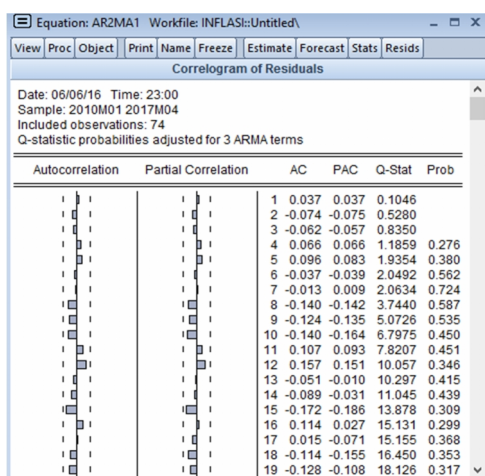 Equation: AR2MA1 Workfile: INFLASI::Untitled\
View Proc Object Print Name Freeze Estimate Forecast Stats Resids
Correlogram of Residuals
Date: 06/06/16 Time: 23:00
Sample: 2010M01 2017M04
Included observations: 74
Q-statistic probabilities adjusted for 3 ARMA terms
Autocorrelation Partial Correlation AC PAC Q-Stat Prob
1 0.037 0.037 0.1046
2 -0.074 -0.075 0.5280
3 -0.062 -0.057 0.8350
4 0.066 0.066 1.1859 0.276
5 0.096 0.083 1.9354 0.380
6 -0.037 -0.039 2.0492 0.562
7 -0.013 0.009 2.0634 0.724
8 -0.140 -0.142 3.7440 0.587
9 -0.124 -0.135 5.0726 0.535
10 -0.140 -0.164 6.7975 0.450
11 0.107 0.093 7.8207 0.451
12 0.157 0.151 10.057 0.346
13 -0.051 -0.010 10.297 0.415
14 -0.089 -0.031 11.045 0.439
15 -0.172 -0.186 13.878 0.309
16 0.114 0.027 15.131 0.299
17 0.015 -0.071 15.155 0.368
18 -0.114 -0.155 16.450 0.353
19 -0.128 -0.108 18.126 0.317